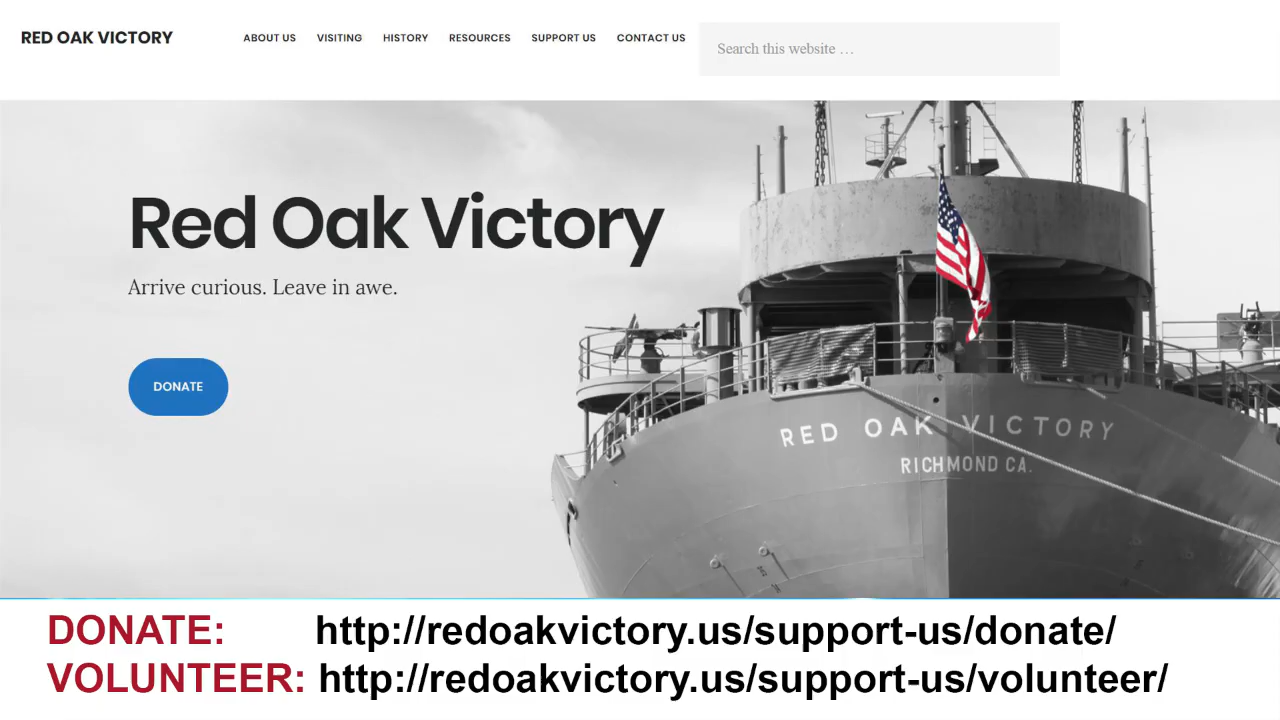 RED OAK VICTORY
ABOUT US VISITING HISTORY RESOURCES SUPPORT US CONTACT US
Search this website …
Red Oak Victory
Arrive curious. Leave in awe.
DONATE
RED OAK VICTORY
RICHMOND CA.
DONATE: http://redoakvictory.us/support-us/donate/
VOLUNTEER: http://redoakvictory.us/support-us/volunteer/